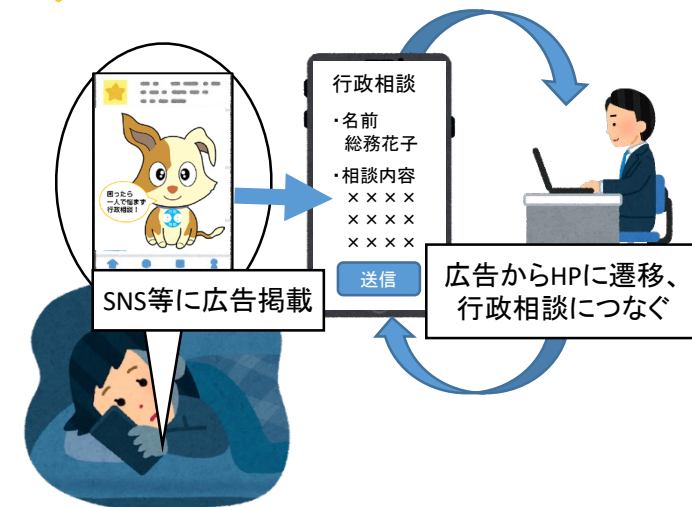 困ったら
一人で悩まず
行政相談！
SNS等に広告掲載
行政相談
・名前
総務花子
・相談内容
××××
××××
××××
送信
広告からHPに遷移、
行政相談につなぐ